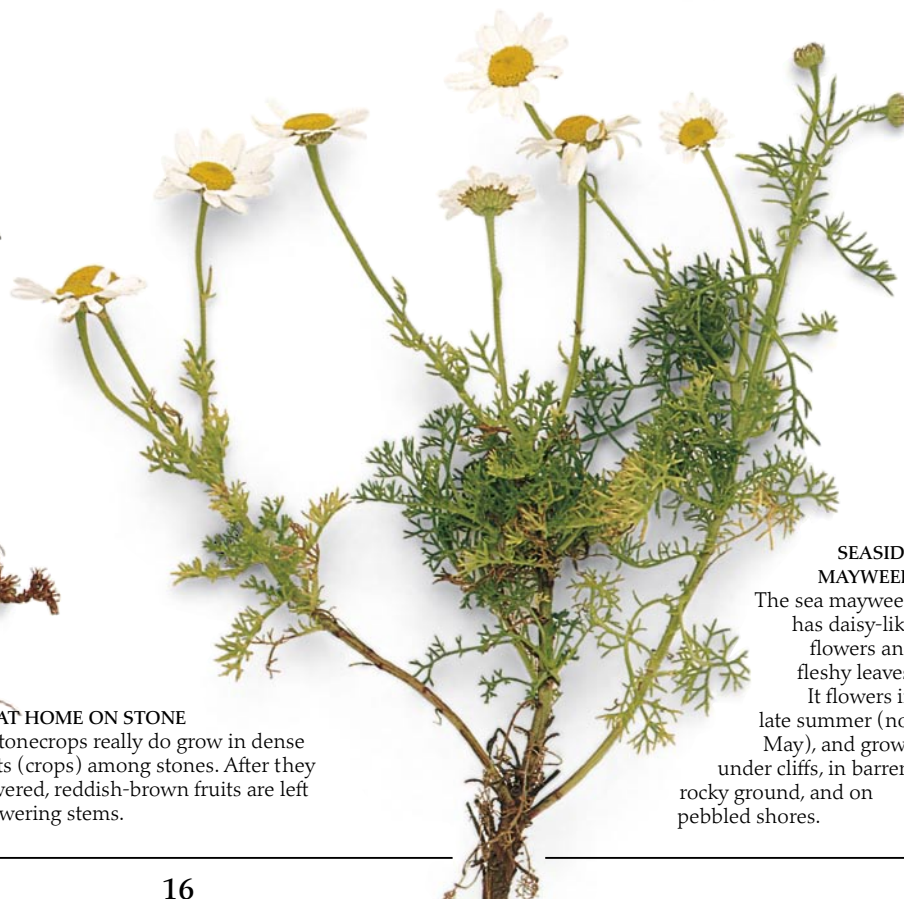 AT HOME ON STONE
tonecrops really do grow in dense
ts (crops) among stones. After they
vered, reddish-brown fruits are left
wering stems.
SEASID
MAYWEE
The sea maywee
has daisy-lik
flowers an
fleshy leaves
It flowers i
late summer (no
May), and grow
under cliffs, in barren
rocky ground, and on
pebbled shores.
16